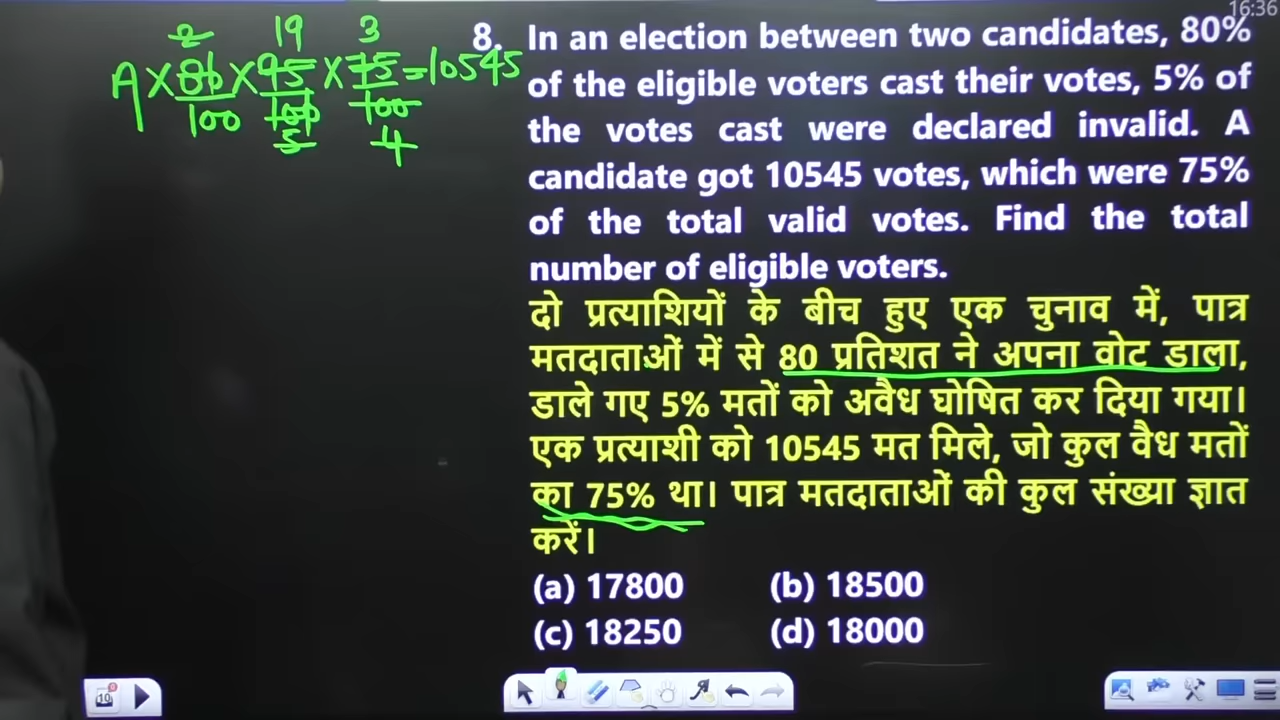 16:36
2 19 3
A × 80 × 95 × 75 = 10545
100 100 100
5 4
8. In an election between two candidates, 80%
of the eligible voters cast their votes, 5% of
the votes cast were declared invalid. A
candidate got 10545 votes, which were 75%
of the total valid votes. Find the total
number of eligible voters.
दो प्रत्याशियों के बीच हुए एक चुनाव में, पात्र
मतदाताओं में से 80 प्रतिशत ने अपना वोट डाला,
डाले गए 5% मतों को अवैध घोषित कर दिया गया।
एक प्रत्याशी को 10545 मत मिले, जो कुल वैध मतों
का 75% था। पात्र मतदाताओं की कुल संख्या ज्ञात
करें।
(a) 17800 (b) 18500
(c) 18250 (d) 18000
10